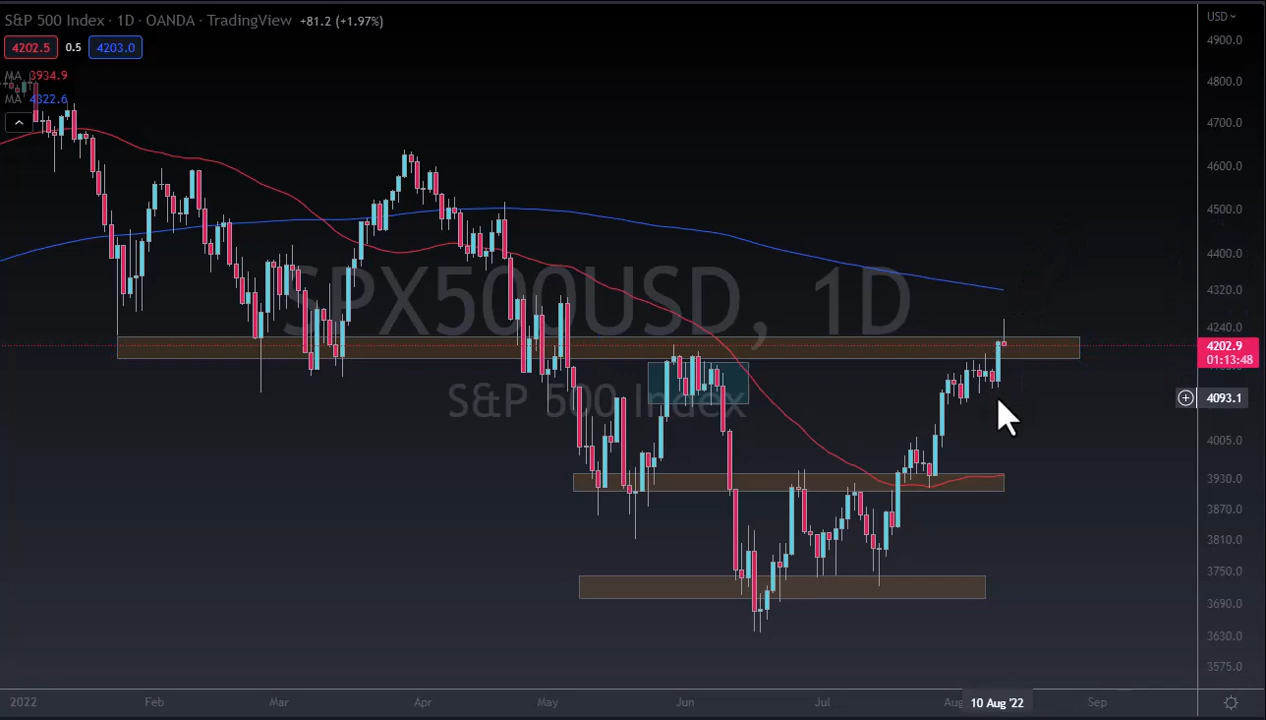 S&P 500 Index · 1D · OANDA · TradingView +81.2 (+1.97%)
4202.5 0.5 4203.0
MA 3934.9
MA 4322.6
USD
4900.0
4800.0
4700.0
4600.0
4500.0
4400.0
4320.0
4240.0
4202.9
01:13:48
4093.1
4005.0
3930.0
3870.0
3810.0
3750.0
3690.0
3630.0
3575.0
SPX500USD, 1D
S&P 500 Index
2022 Feb Mar Apr May Jun Jul Aug 10 Aug '22 Sep